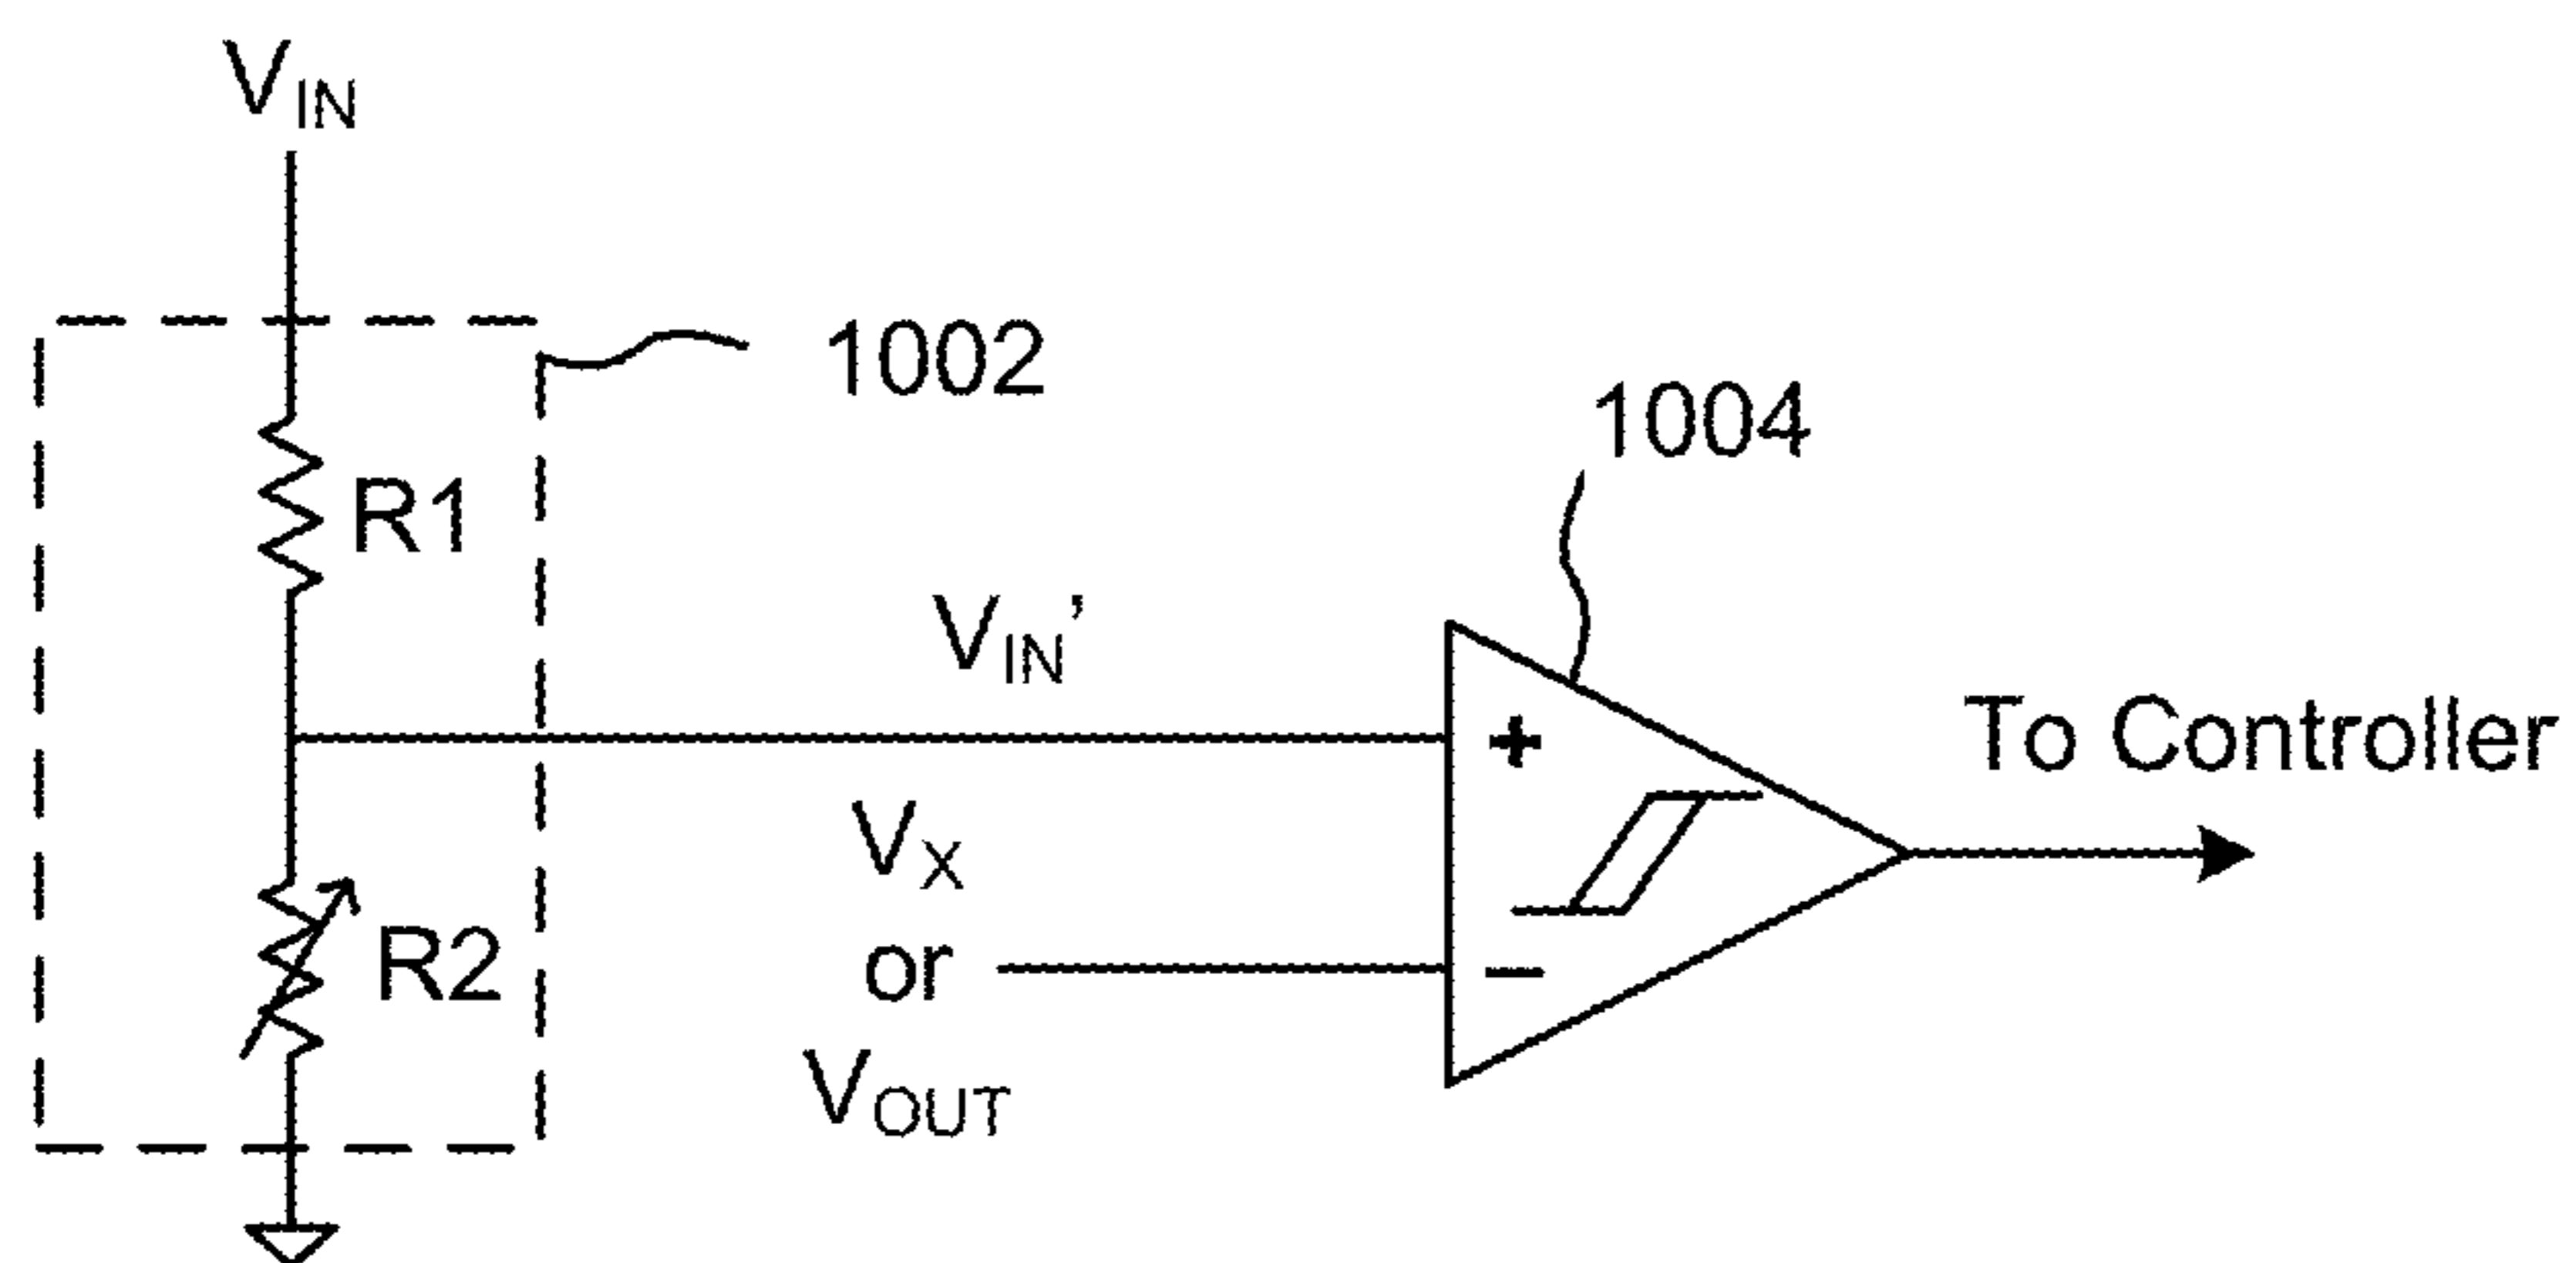 VIN
1002
1004
R1
VIN’
+
To Controller
VX
or
VOUT
R2
−